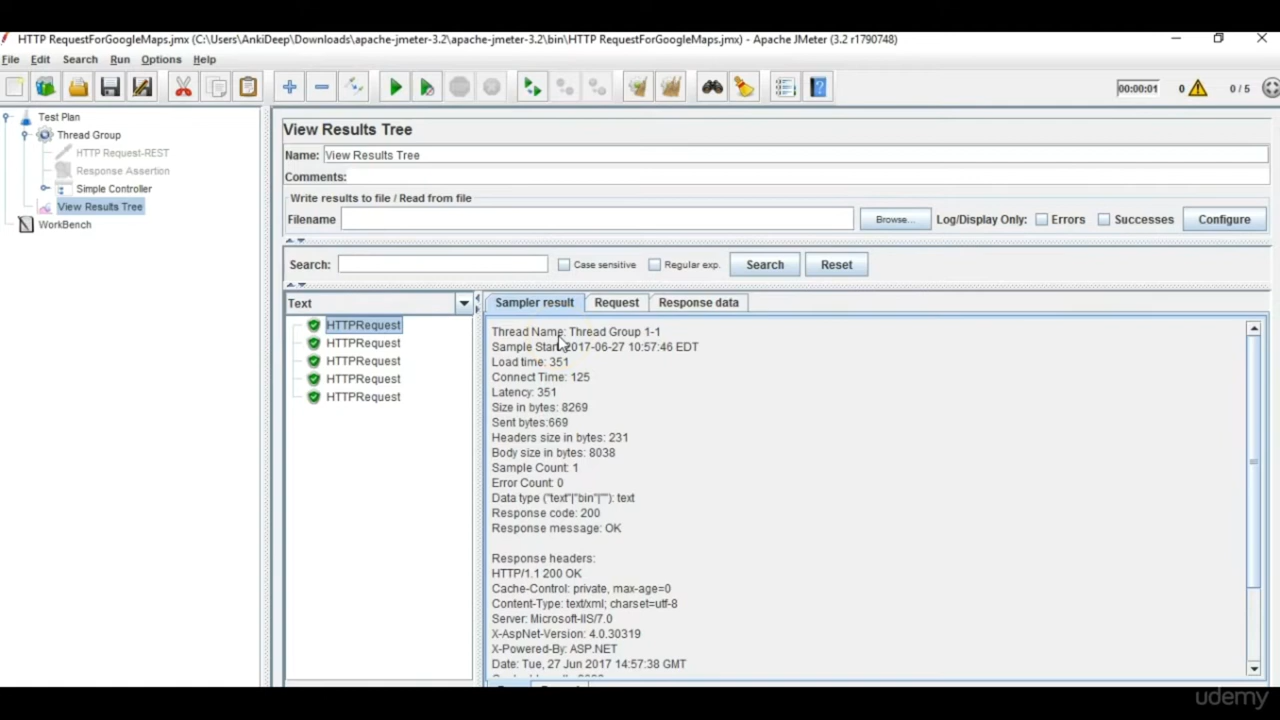 HTTP RequestForGoogleMaps.jmx (C:\Users\AnkiDeep\Downloads\apache-jmeter-3.2\apache-jmeter-3.2\bin\HTTP RequestForGoogleMaps.jmx) - Apache JMeter (3.2 r1790748)
File Edit Search Run Options Help
00:00:01 0 0 / 5
Test Plan
Thread Group
HTTP Request-REST
Response Assertion
Simple Controller
View Results Tree
WorkBench
View Results Tree
Name: View Results Tree
Comments:
Write results to file / Read from file
Filename Browse... Log/Display Only: Errors Successes Configure
Search: Case sensitive Regular exp. Search Reset
Text
HTTPRequest
HTTPRequest
HTTPRequest
HTTPRequest
HTTPRequest
Sampler result Request Response data
Thread Name: Thread Group 1-1
Sample Start: 2017-06-27 10:57:46 EDT
Load time: 351
Connect Time: 125
Latency: 351
Size in bytes: 8269
Sent bytes:669
Headers size in bytes: 231
Body size in bytes: 8038
Sample Count: 1
Error Count: 0
Data type ("text"|"bin"|""): text
Response code: 200
Response message: OK
Response headers:
HTTP/1.1 200 OK
Cache-Control: private, max-age=0
Content-Type: text/xml; charset=utf-8
Server: Microsoft-IIS/7.0
X-AspNet-Version: 4.0.30319
X-Powered-By: ASP.NET
Date: Tue, 27 Jun 2017 14:57:38 GMT
udemy